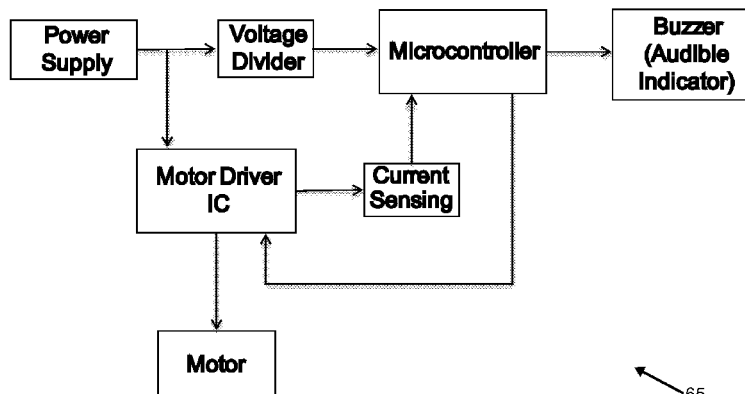 Power
Supply
Voltage
Divider
Microcontroller
Buzzer
(Audible
Indicator)
Motor Driver
IC
Current
Sensing
Motor
65